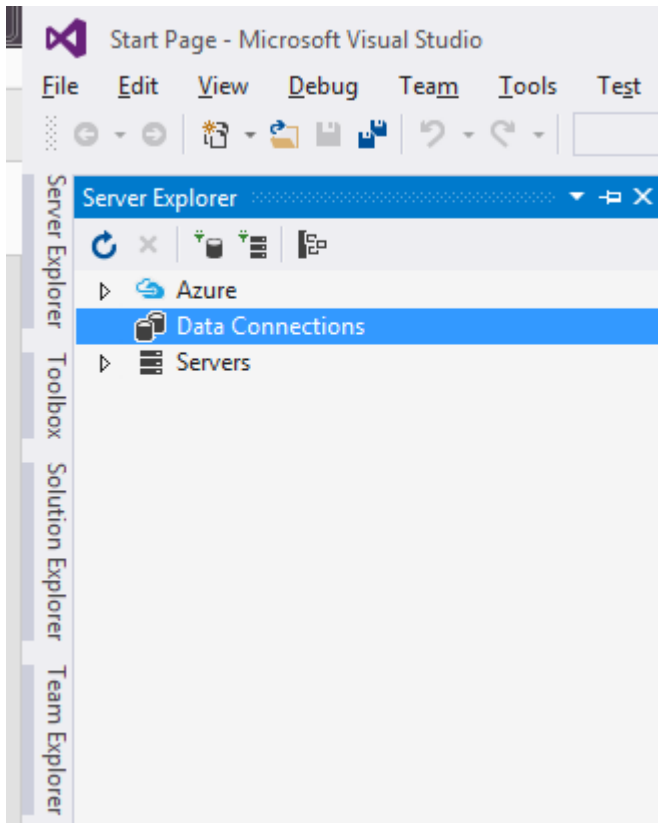 Start Page - Microsoft Visual Studio
File Edit View Debug Team Tools Test
Server Explorer
Azure
Data Connections
Servers
Server Explorer
Toolbox
Solution Explorer
Team Explorer